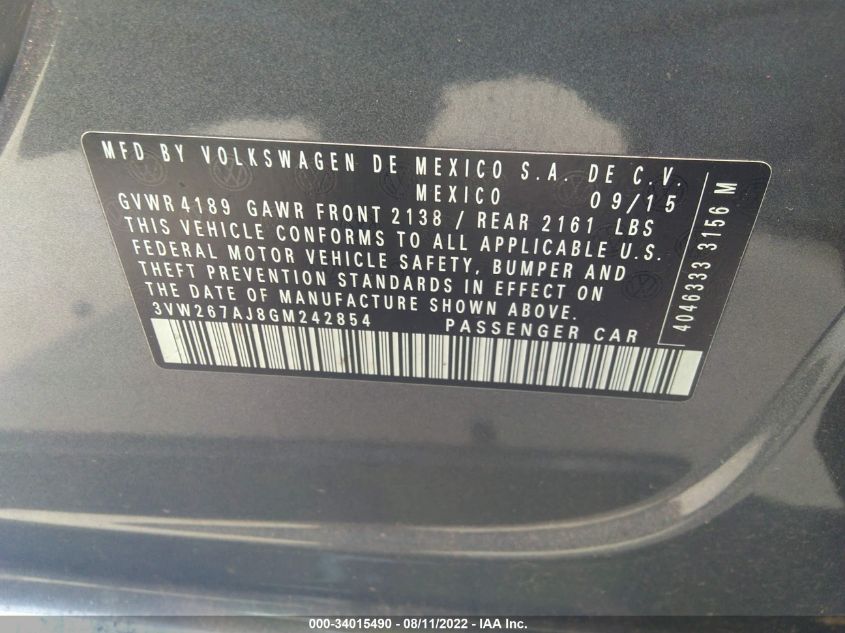 MFD BY VOLKSWAGEN DE MEXICO S.A. DE C.V.
MEXICO 09/15
GVWR 4189 GAWR FRONT 2138 / REAR 2161 LBS
THIS VEHICLE CONFORMS TO ALL APPLICABLE U.S.
FEDERAL MOTOR VEHICLE SAFETY, BUMPER AND
THEFT PREVENTION STANDARDS IN EFFECT ON
THE DATE OF MANUFACTURE SHOWN ABOVE.
3VW267AJ8GM242854 PASSENGER CAR
4046333 3156 M
000-34015490 - 08/11/2022 - IAA Inc.